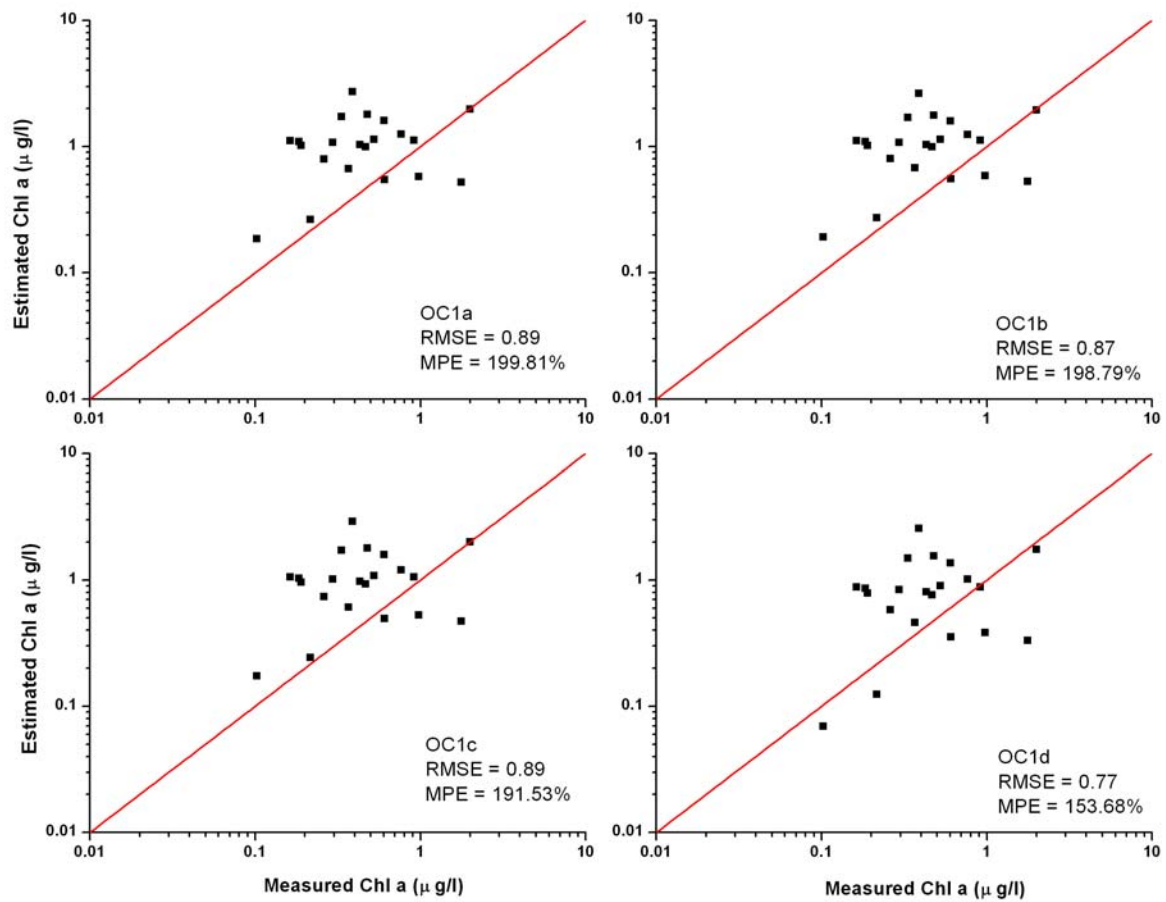 10
1
0.1
0.01
Estimated Chl a (μ g/l)
OC1a
RMSE = 0.89
MPE = 199.81%
0.01 0.1 1 10
10
1
0.1
0.01
OC1b
RMSE = 0.87
MPE = 198.79%
0.01 0.1 1 10
10
1
0.1
0.01
Estimated Chl a (μ g/l)
OC1c
RMSE = 0.89
MPE = 191.53%
0.01 0.1 1 10
Measured Chl a (μ g/l)
10
1
0.1
0.01
OC1d
RMSE = 0.77
MPE = 153.68%
0.01 0.1 1 10
Measured Chl a (μ g/l)